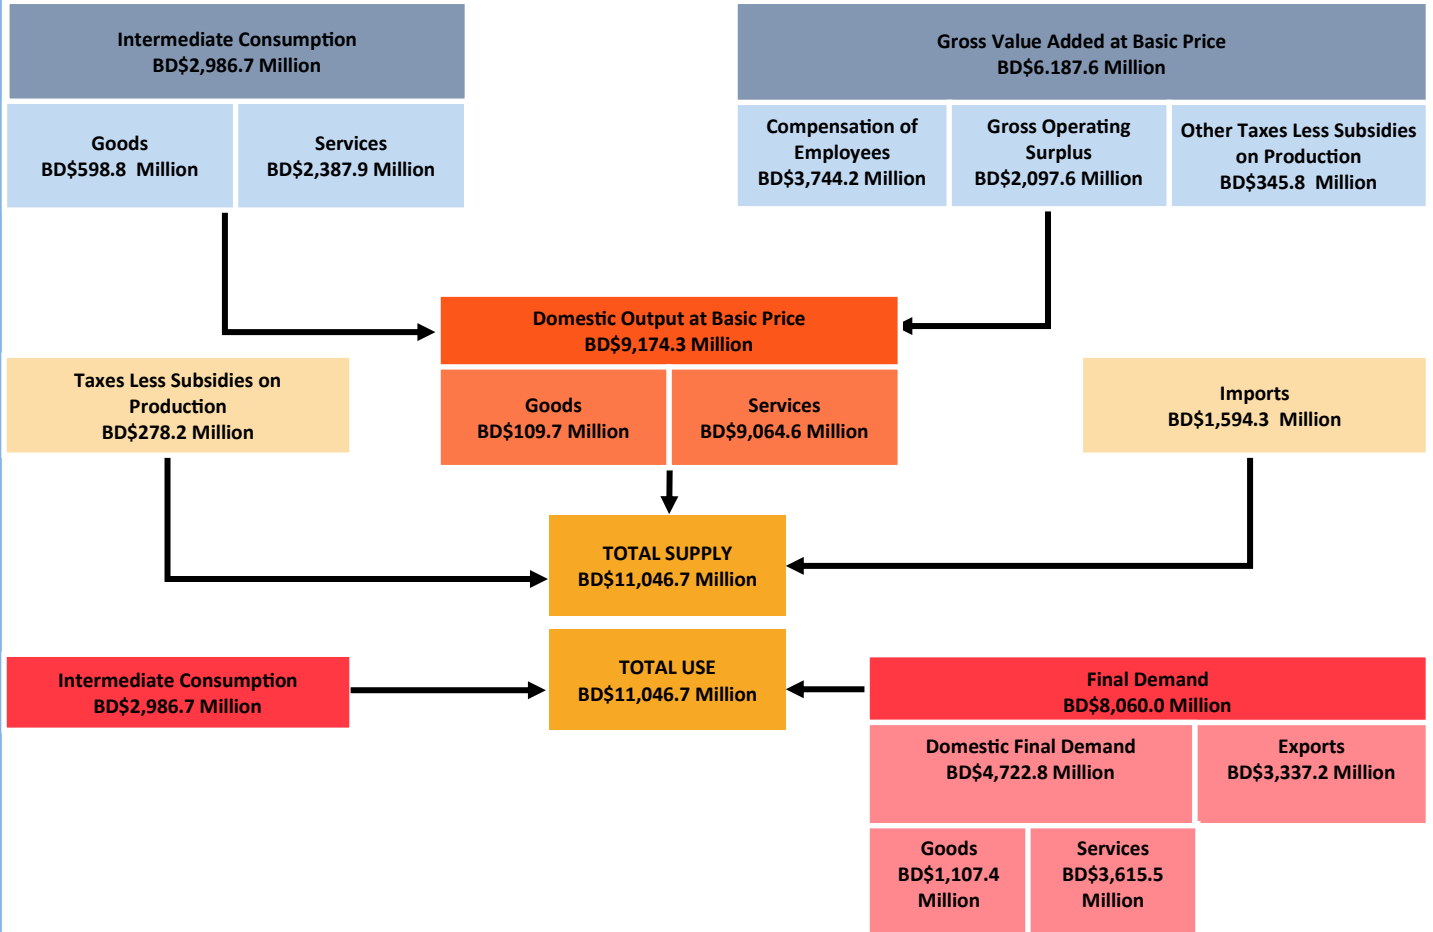 Intermediate Consumption
BD$2,986.7 Million
Gross Value Added at Basic Price
BD$6.187.6 Million
Goods
BD$598.8 Million
Services
BD$2,387.9 Million
Compensation of
Employees
BD$3,744.2 Million
Gross Operating
Surplus
BD$2,097.6 Million
Other Taxes Less Subsidies
on Production
BD$345.8 Million
Domestic Output at Basic Price
BD$9,174.3 Million
Goods
BD$109.7 Million
Services
BD$9,064.6 Million
Taxes Less Subsidies on
Production
BD$278.2 Million
Imports
BD$1,594.3 Million
TOTAL SUPPLY
BD$11,046.7 Million
TOTAL USE
BD$11,046.7 Million
Intermediate Consumption
BD$2,986.7 Million
Final Demand
BD$8,060.0 Million
Domestic Final Demand
BD$4,722.8 Million
Exports
BD$3,337.2 Million
Goods
BD$1,107.4
Million
Services
BD$3,615.5
Million